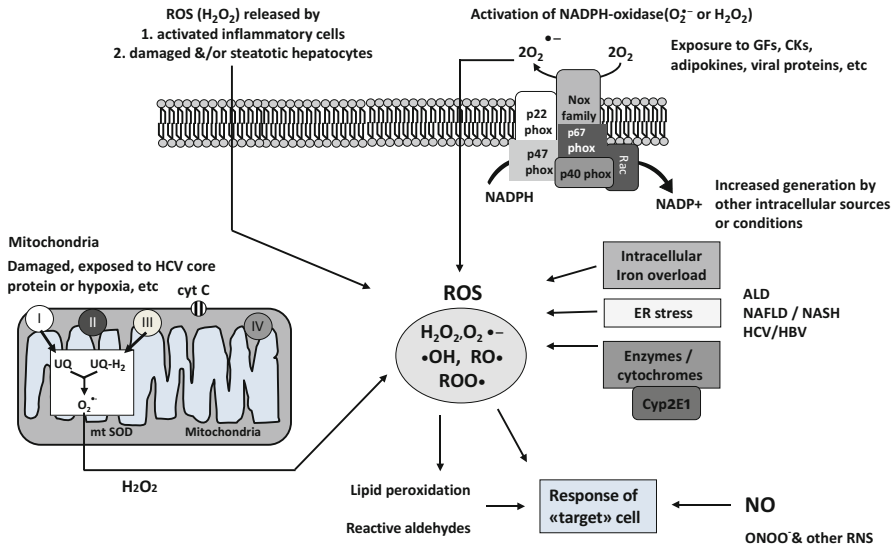 ROS (H₂O₂) released by
1. activated inflammatory cells
2. damaged &/or steatotic hepatocytes
Activation of NADPH-oxidase(O₂•− or H₂O₂)
2O₂•−
2O₂
Exposure to GFs, CKs,
adipokines, viral proteins, etc
p22
phox
Nox
family
p67
phox
p47
phox
p40 phox
Rac
NADPH
NADP+
Increased generation by
other intracellular sources
or conditions
Mitochondria
Damaged, exposed to HCV core
protein or hypoxia, etc
cyt C
I
II
III
IV
UQ
UQ-H₂
O₂•-
mt SOD
Mitochondria
H₂O₂
ROS
H₂O₂,O₂ •−
•OH, RO•
ROO•
Intracellular
Iron overload
ER stress
Enzymes /
cytochromes
Cyp2E1
ALD
NAFLD / NASH
HCV/HBV
Lipid peroxidation
Reactive aldehydes
Response of
«target» cell
NO
ONOO⁻& other RNS